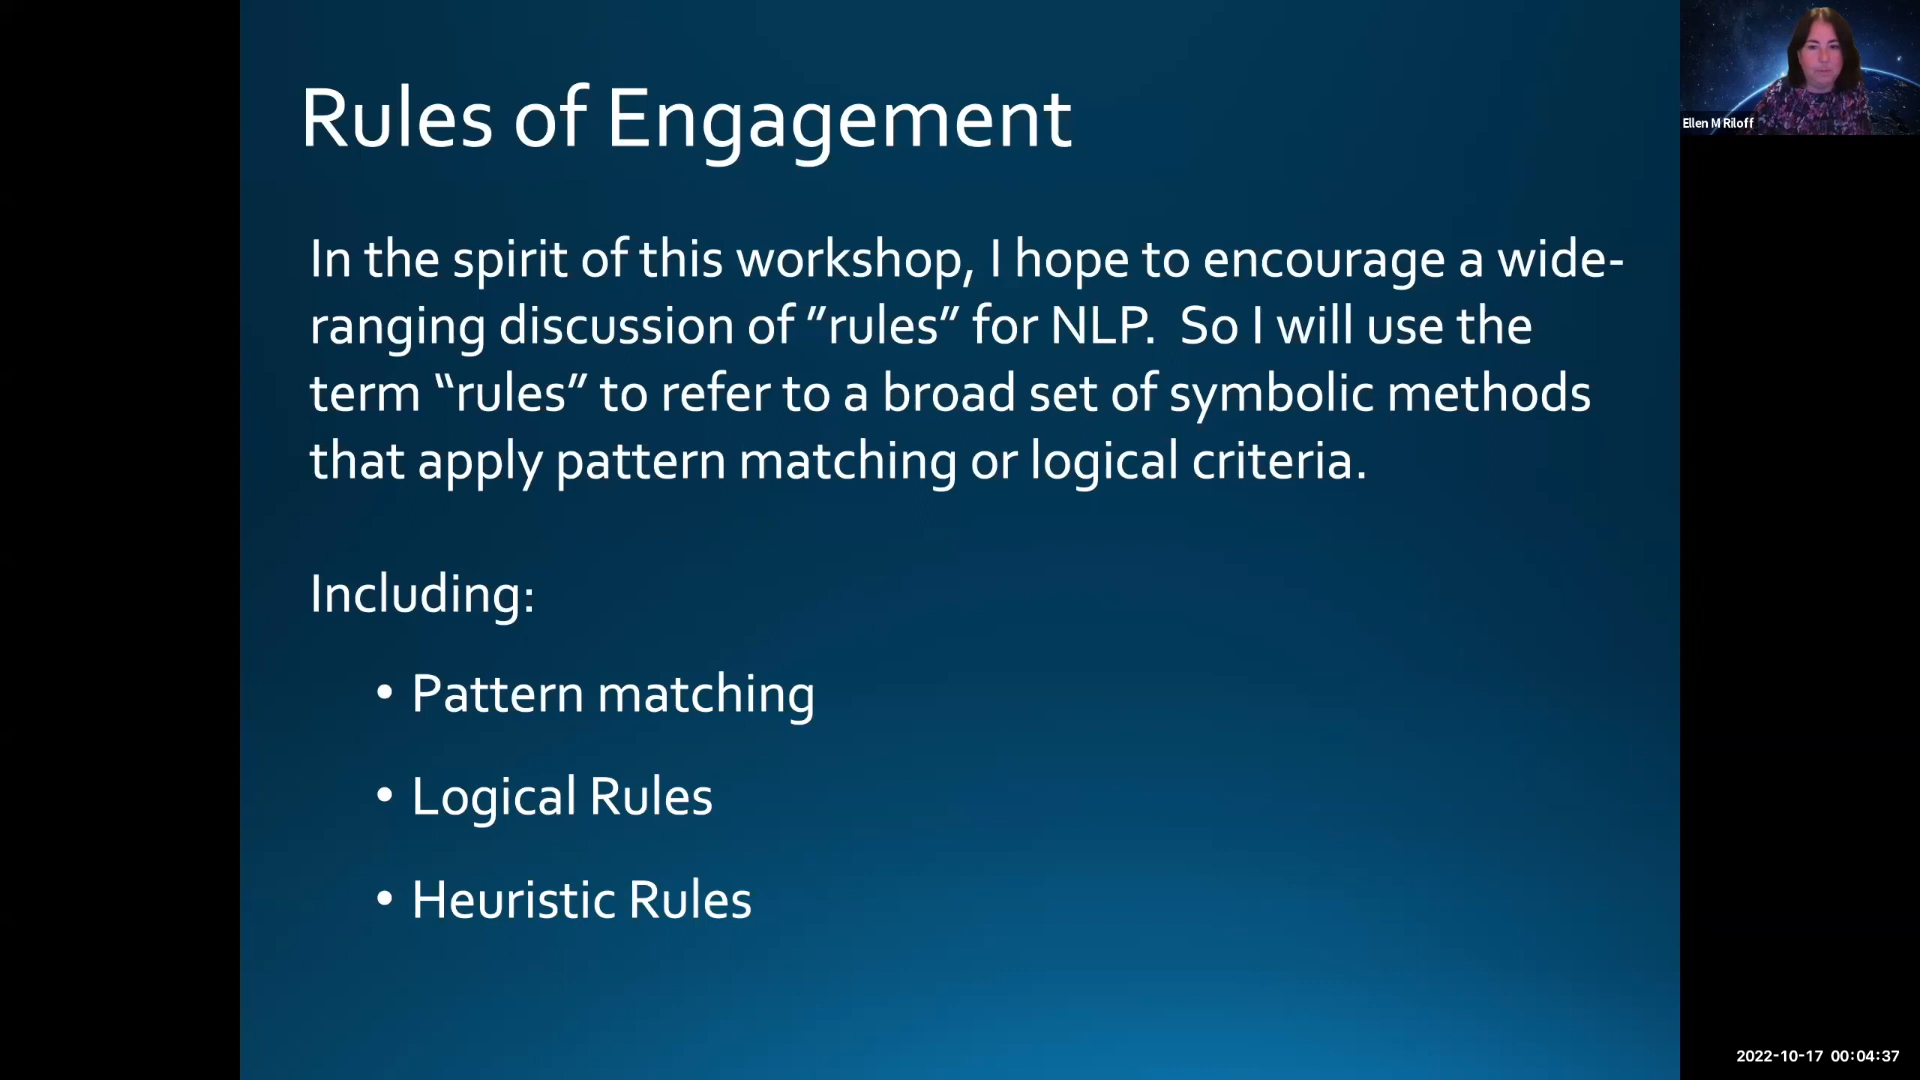 Rules of Engagement
Ellen M Riloff
In the spirit of this workshop, I hope to encourage a wide-
ranging discussion of ”rules” for NLP.  So I will use the
term “rules” to refer to a broad set of symbolic methods
that apply pattern matching or logical criteria.
Including:
• Pattern matching
• Logical Rules
• Heuristic Rules
2022-10-17 00:04:37